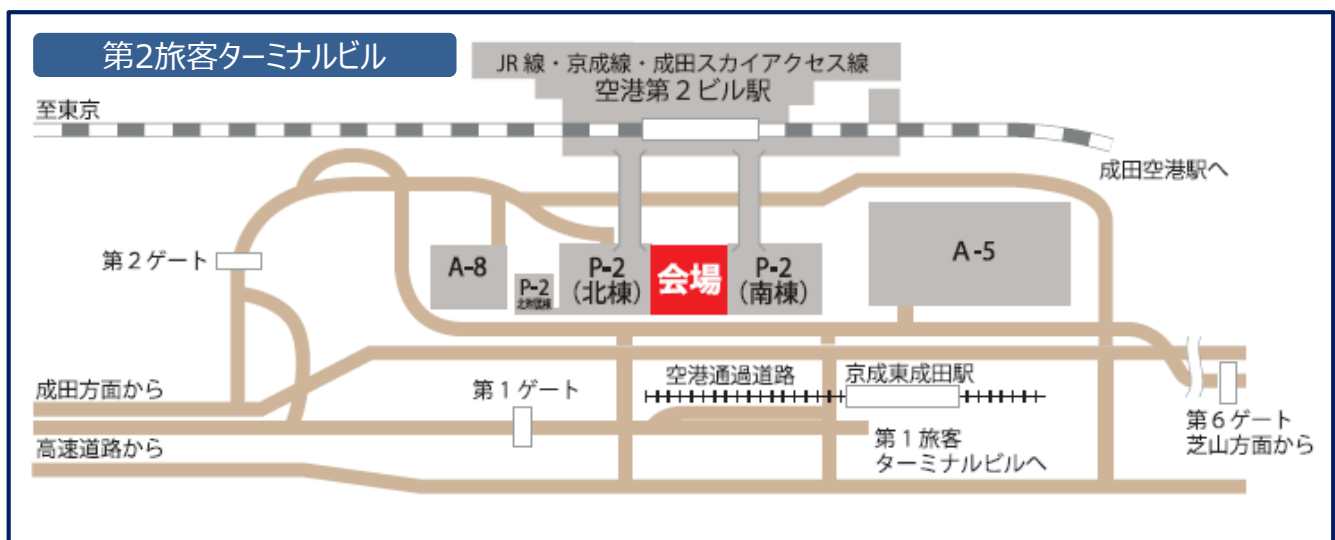 第2旅客ターミナルビル
JR線・京成線・成田スカイアクセス線
空港第2ビル駅
至東京
成田空港駅へ
第2ゲート
A-8
P-2
P-2
(北棟)
会場
P-2
(南棟)
A-5
成田方面から
第1ゲート
空港通過道路
京成東成田駅
第6ゲート
芝山方面から
高速道路から
第1旅客
ターミナルビルへ